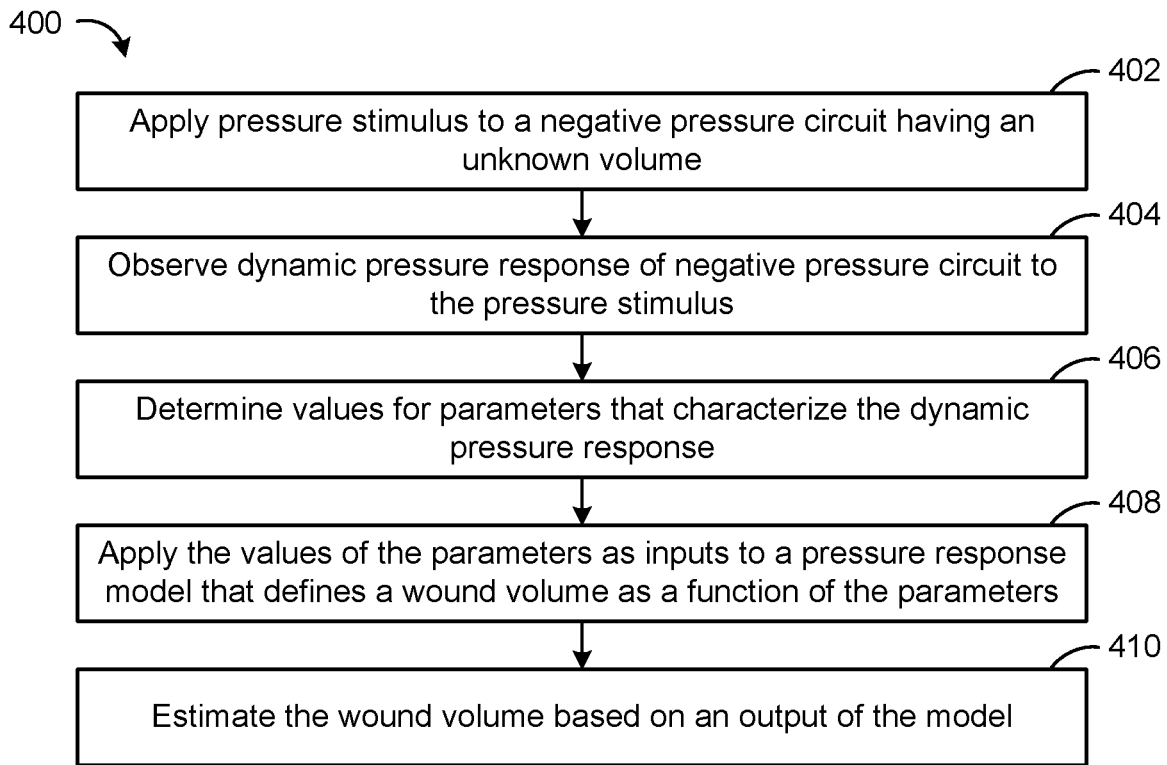 400
402
Apply pressure stimulus to a negative pressure circuit having an
unknown volume
404
Observe dynamic pressure response of negative pressure circuit to
the pressure stimulus
406
Determine values for parameters that characterize the dynamic
pressure response
408
Apply the values of the parameters as inputs to a pressure response
model that defines a wound volume as a function of the parameters
410
Estimate the wound volume based on an output of the model